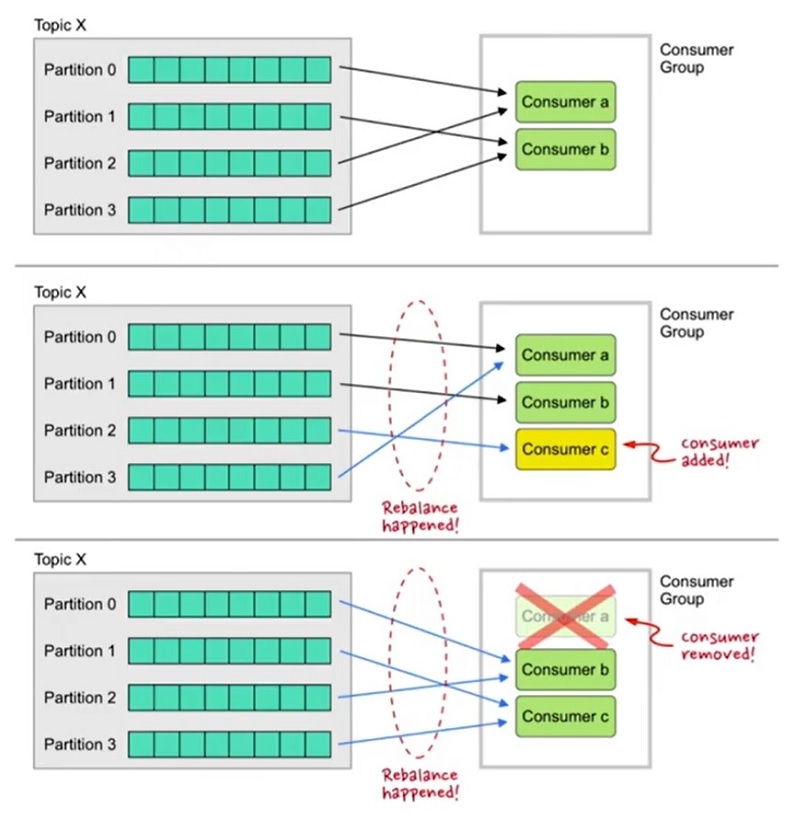 Topic X
Consumer
Group
Partition 0
Partition 1
Partition 2
Partition 3
Consumer a
Consumer b
Topic X
Consumer
Group
Partition 0
Partition 1
Partition 2
Partition 3
Consumer a
Consumer b
Consumer c
consumer
added!
Rebalance
happened!
Topic X
Consumer
Group
Partition 0
Partition 1
Partition 2
Partition 3
Consumer a
Consumer b
Consumer c
consumer
removed!
Rebalance
happened!